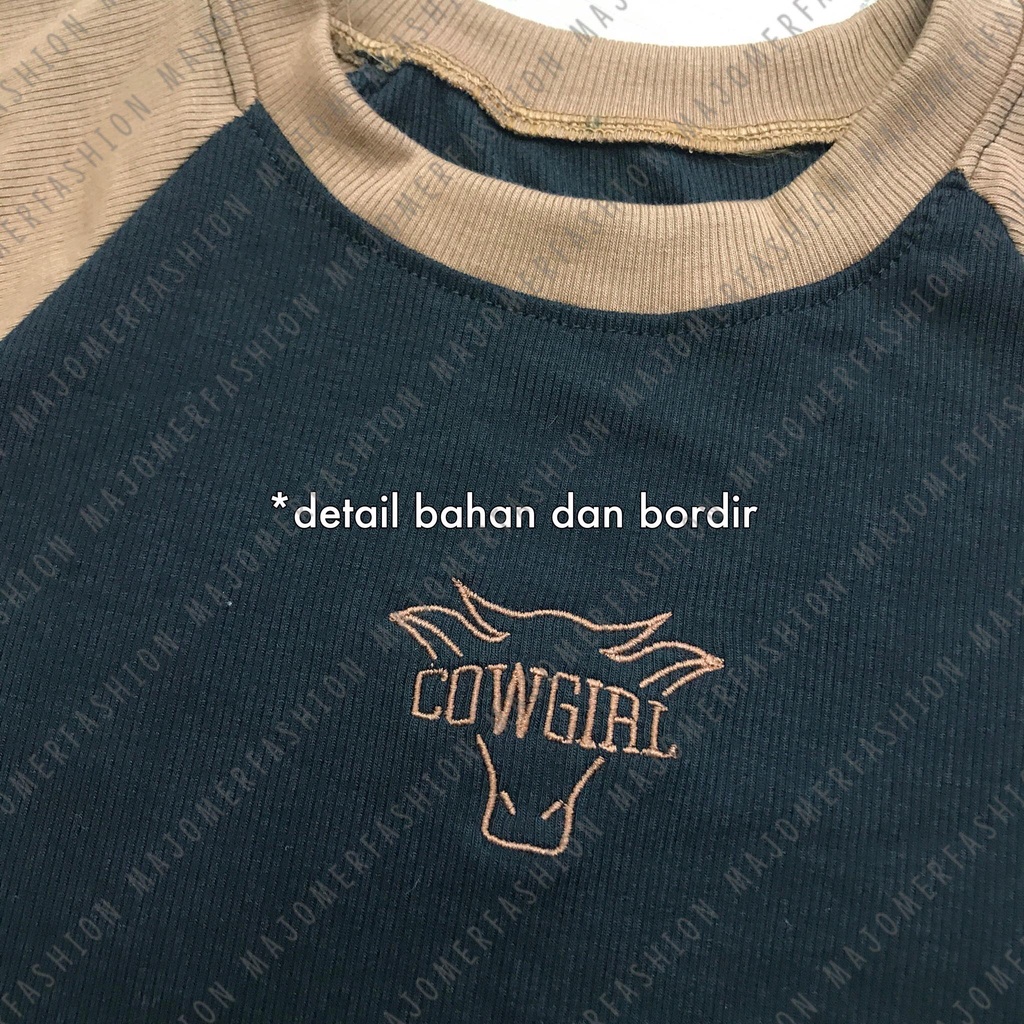 *detail bahan dan bordir
COWGIRL
MAJOMERFASHION